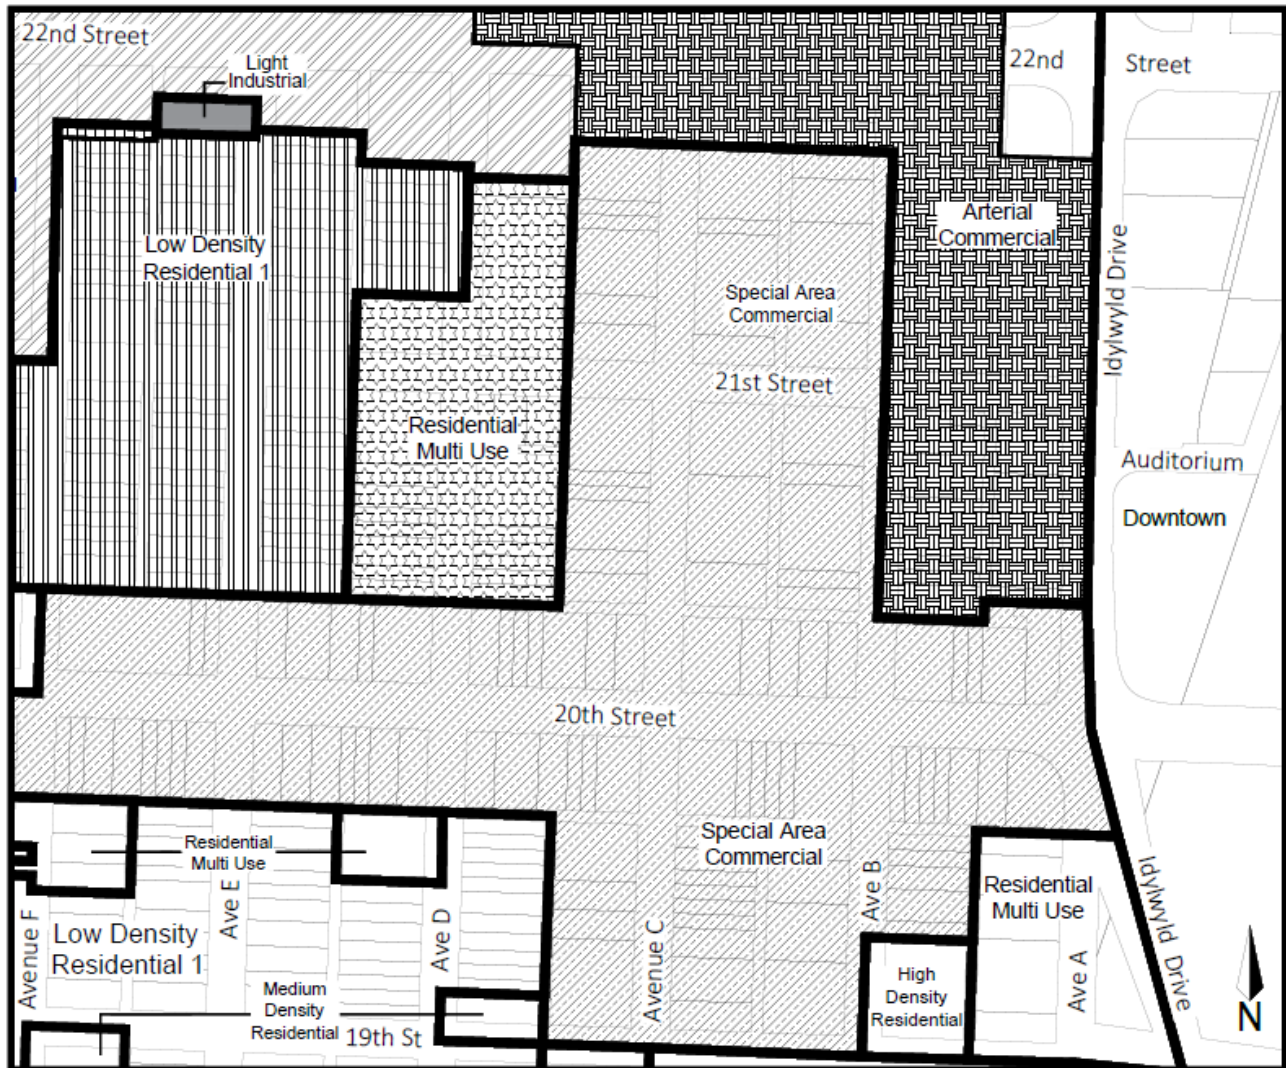 22nd Street
Light
Industrial
22nd
Street
Arterial
Commercial
Low Density
Residential 1
Idylwyld Drive
Special Area
Commercial
21st Street
Residential
Multi Use
Auditorium
Downtown
20th Street
Special Area
Commercial
Residential
Multi Use
Ave B
Residential
Multi Use
Idylwyld Drive
Ave E
Avenue F
Low Density
Residential 1
Ave D
Avenue C
High
Density
Residential
Ave A
Medium
Density
Residential
19th St
N